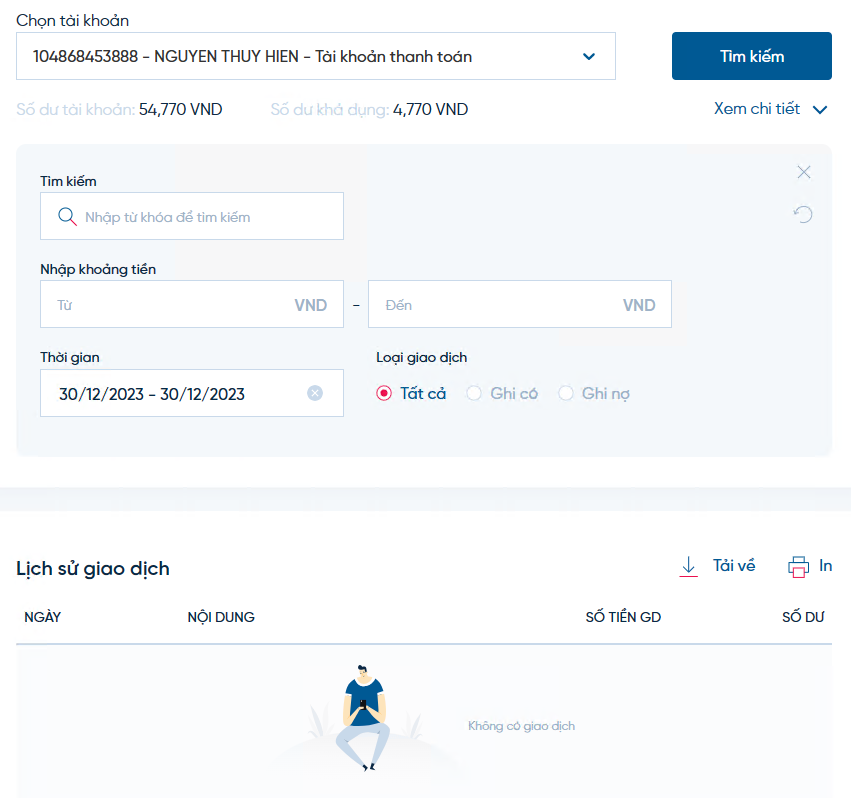 Chọn tài khoản
104868453888 - NGUYEN THUY HIEN - Tài khoản thanh toán
Tìm kiếm
Số dư tài khoản: 54,770 VND
Số dư khả dụng: 4,770 VND
Xem chi tiết
Tìm kiếm
Nhập từ khóa để tìm kiếm
Nhập khoảng tiền
Từ VND - Đến VND
Thời gian
Loại giao dịch
30/12/2023 - 30/12/2023
Tất cả Ghi có Ghi nợ
Lịch sử giao dịch
Tải về In
NGÀY NỘI DUNG SỐ TIỀN GD SỐ DƯ
Không có giao dịch